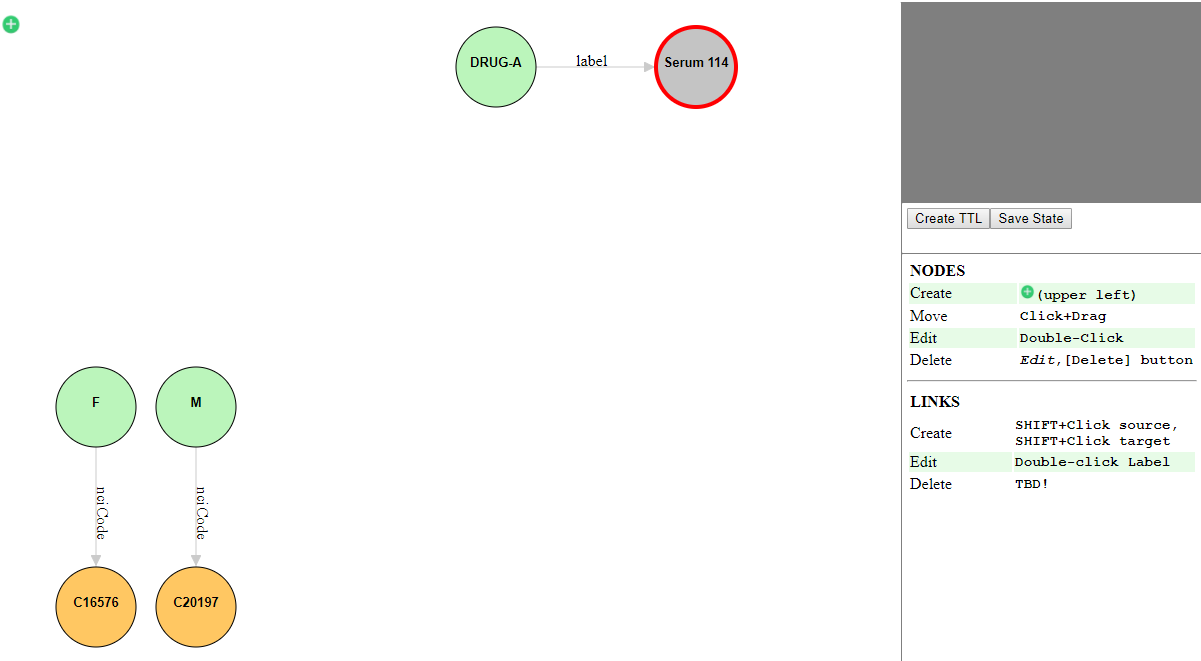 DRUG-A
label
Serum 114
F
M
nciCode
nciCode
C16576
C20197
Create TTL
Save State
NODES
Create (upper left)
Move Click+Drag
Edit Double-Click
Delete Edit,[Delete] button
LINKS
Create SHIFT+Click source,
SHIFT+Click target
Edit Double-click Label
Delete TBD!